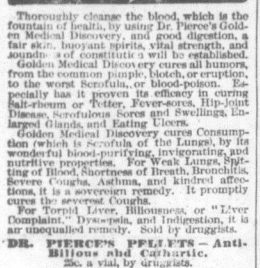 Thoroughly cleanse the blood, which is the
fountain of health, by using Dr. Pierce's Gold-
en Medical Discovery, and good digestion, a
fair skin, buoyant spirits, vital strength, and
of constitution will be established.
Golden Medical Discovery cures all humors,
from the common pimple, blotch, or eruption,
to the worst Scrofula, or blood-poison. Es-
pecially has it proven its efficacy in curing
Salt-rheum or Tetter, Fever-sores, Hip-joint
Disease, Scrofulous Sores and Swellings, En-
larged Glands, and Eating Ulcers.
Golden Medical Discovery cures Consump-
tion (which is Scrofula of the Lungs), by its
wonderful blood-purifying, invigorating, and
nutritive properties. For Weak Lungs, Spit-
ting of Blood, Shortness of Breath, Bronchitis,
Severe Coughs, Asthma, and kindred affec-
tions, it is a sovereign remedy. It promptly
cures the severest Coughs.
For Torpid Liver, Biliousness, or "Liver
Complaint," Dyspepsia, and Indigestion, it is
an unequalled remedy. Sold by druggists.
DR. PIERCE'S PELLETS — Anti-
Bilious and Cathartic.
25c. a vial, by druggists.